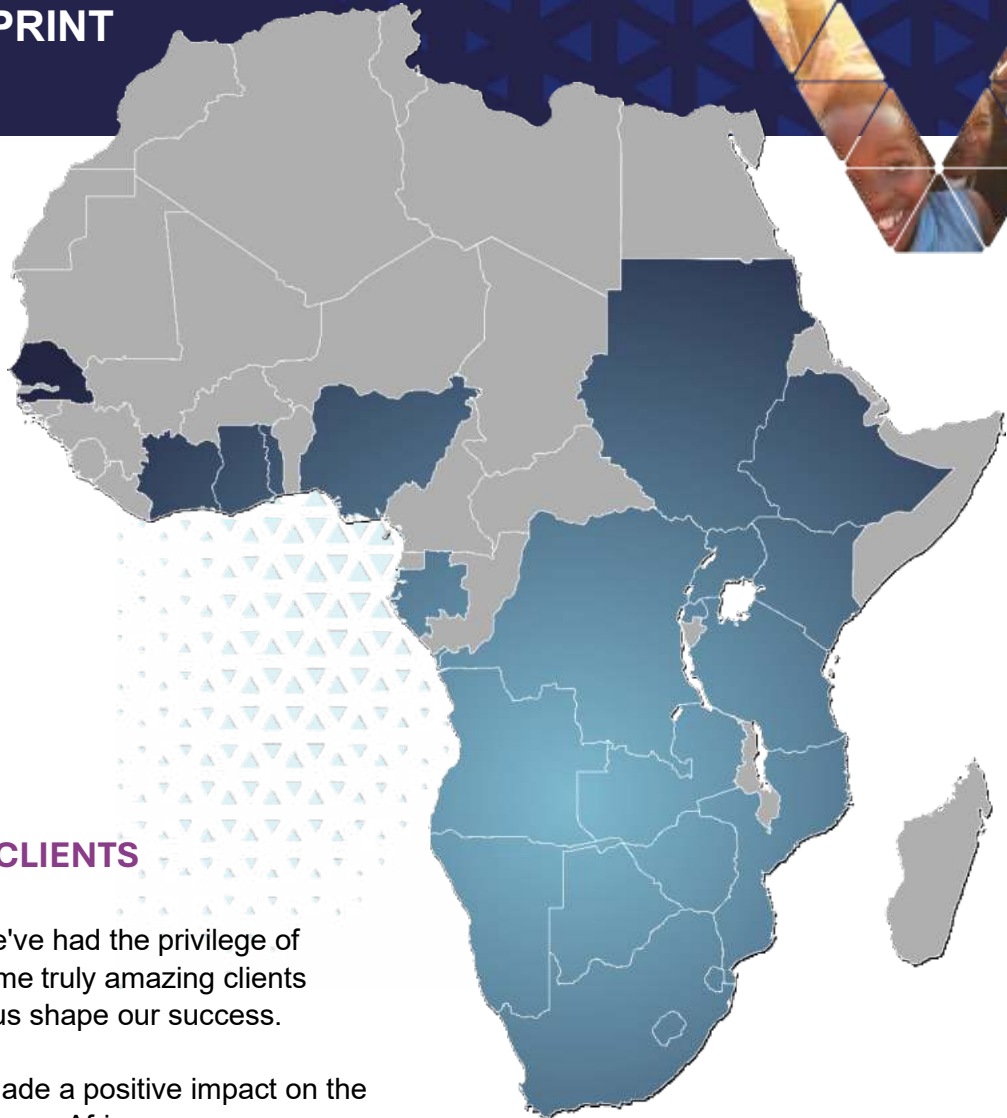 PRINT
CLIENTS
e've had the privilege of
me truly amazing clients
us shape our success.
ade a positive impact on the